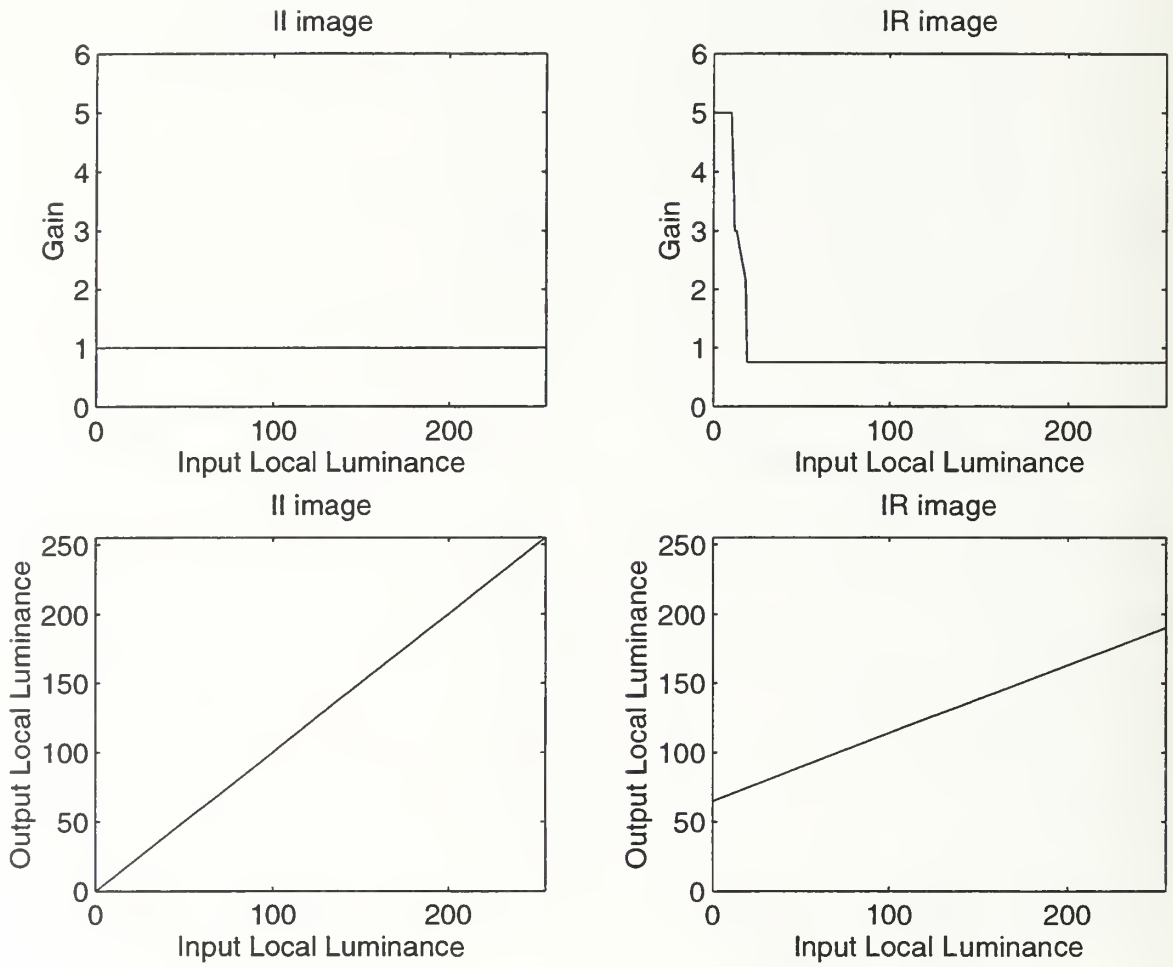 II image
6
5
4
3
2
1
0
Gain
0 100 200
Input Local Luminance
IR image
6
5
4
3
2
1
0
Gain
0 100 200
Input Local Luminance
II image
250
200
150
100
50
0
Output Local Luminance
0 100 200
Input Local Luminance
IR image
250
200
150
100
50
0
Output Local Luminance
0 100 200
Input Local Luminance